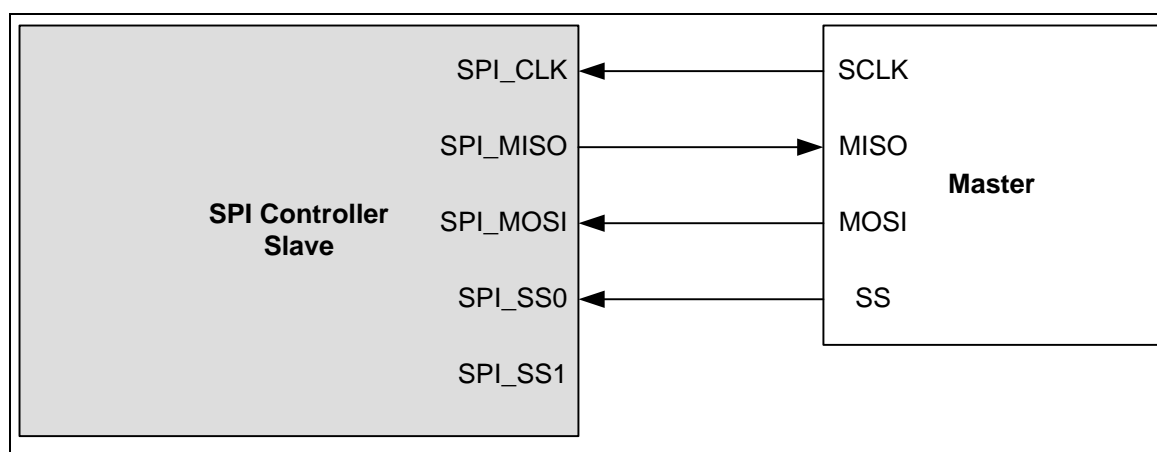 SPI Controller
Slave
SPI_CLK
SPI_MISO
SPI_MOSI
SPI_SS0
SPI_SS1
SCLK
MISO
MOSI
SS
Master